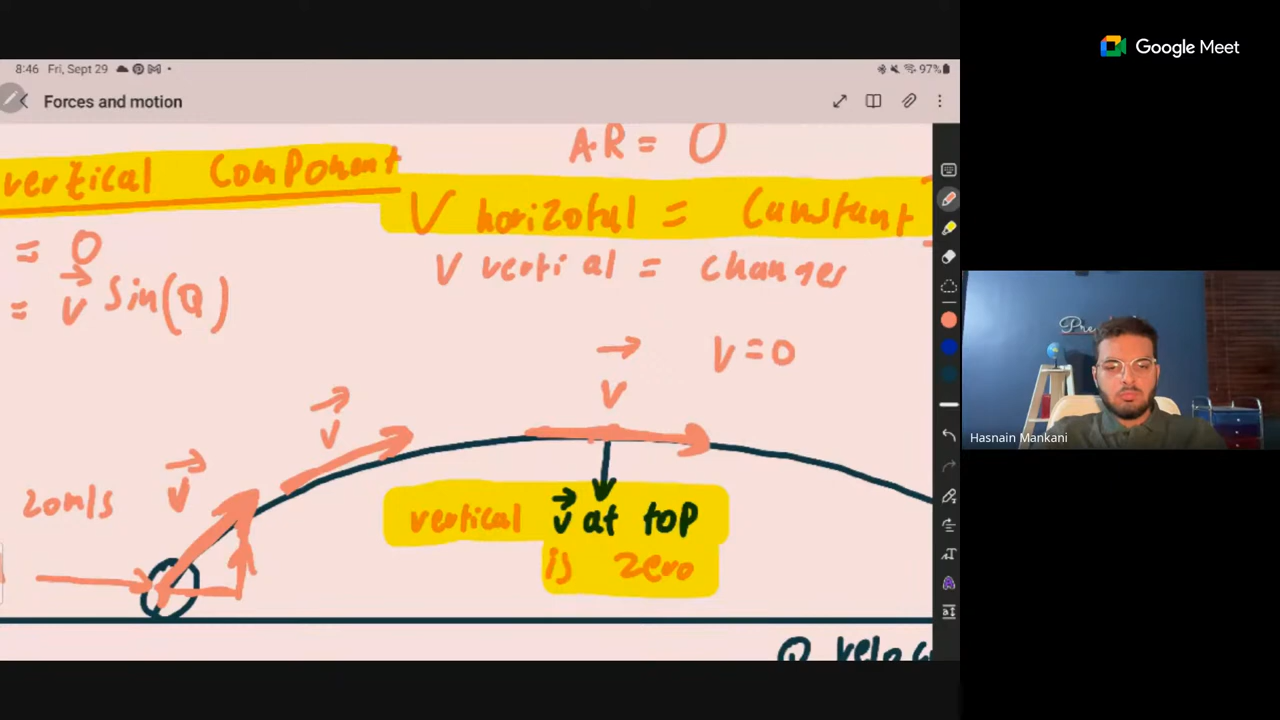 Google Meet
8:46 Fri, Sept 29
97%
Forces and motion
A·R = 0
vertical Component
V horizotal = Constant
= 0
V vertical = changes
= v Sin(Q)
v V=0
v
20m/s v
vertical v at top
is zero
Hasnain Mankani